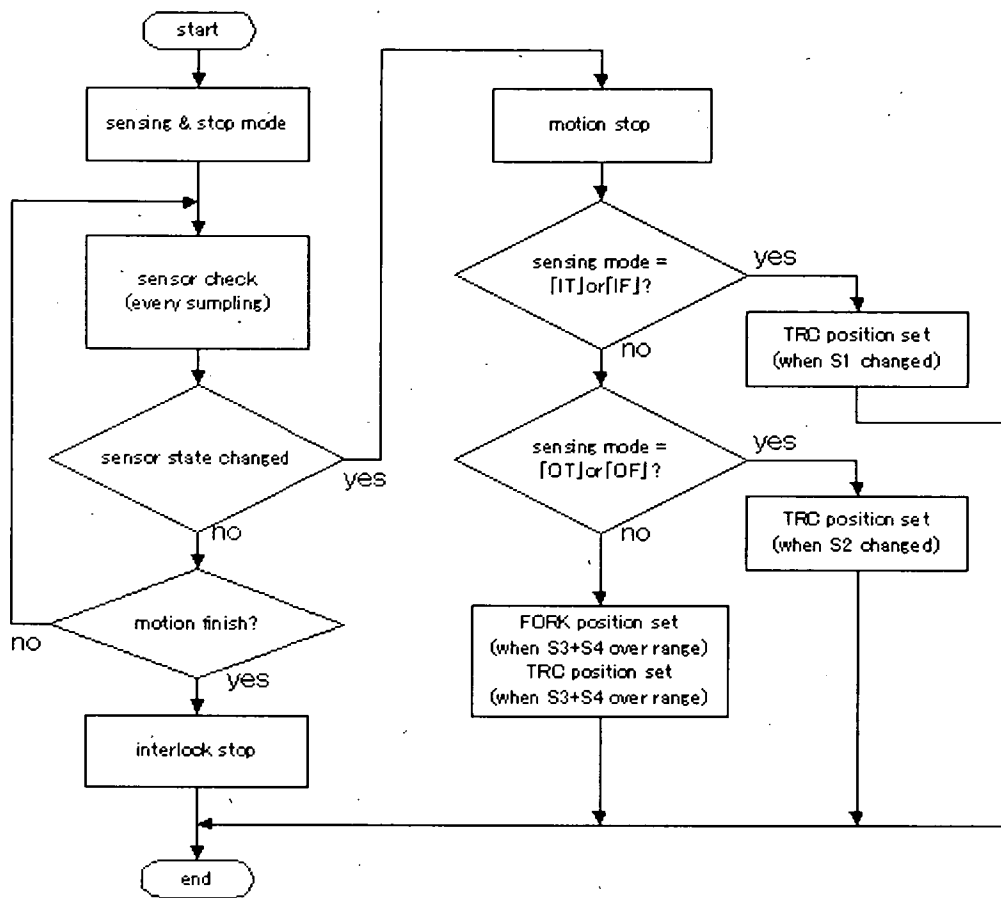 start
sensing & stop mode
sensor check
(every sumpling)
sensor state changed
yes
no
motion finish?
no
yes
interlock stop
end
motion stop
sensing mode =
「IT」or「IF」?
yes
no
TRC position set
(when S1 changed)
sensing mode =
「OT」or「OF」?
yes
no
TRC position set
(when S2 changed)
FORK position set
(when S3+S4 over range)
TRC position set
(when S3+S4 over range)